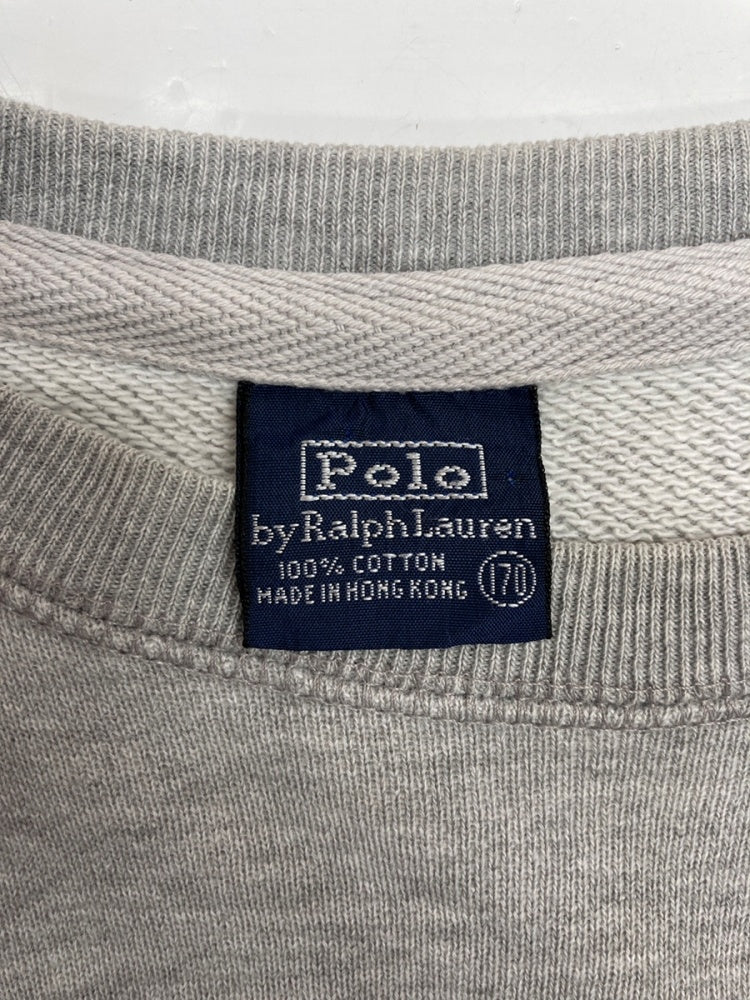 Polo
by Ralph Lauren
100% COTTON
MADE IN HONG KONG
170